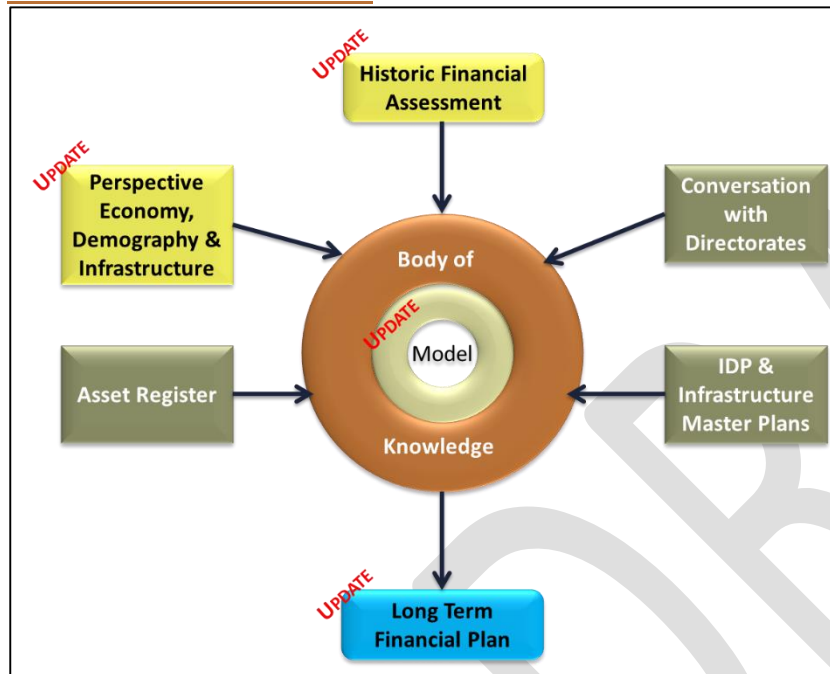 UPDATE
Historic Financial
Assessment
UPDATE
Perspective
Economy,
Demography &
Infrastructure
Conversation
with
Directorates
Body of
UPDATE
Model
Knowledge
Asset Register
IDP &
Infrastructure
Master Plans
UPDATE
Long Term
Financial Plan